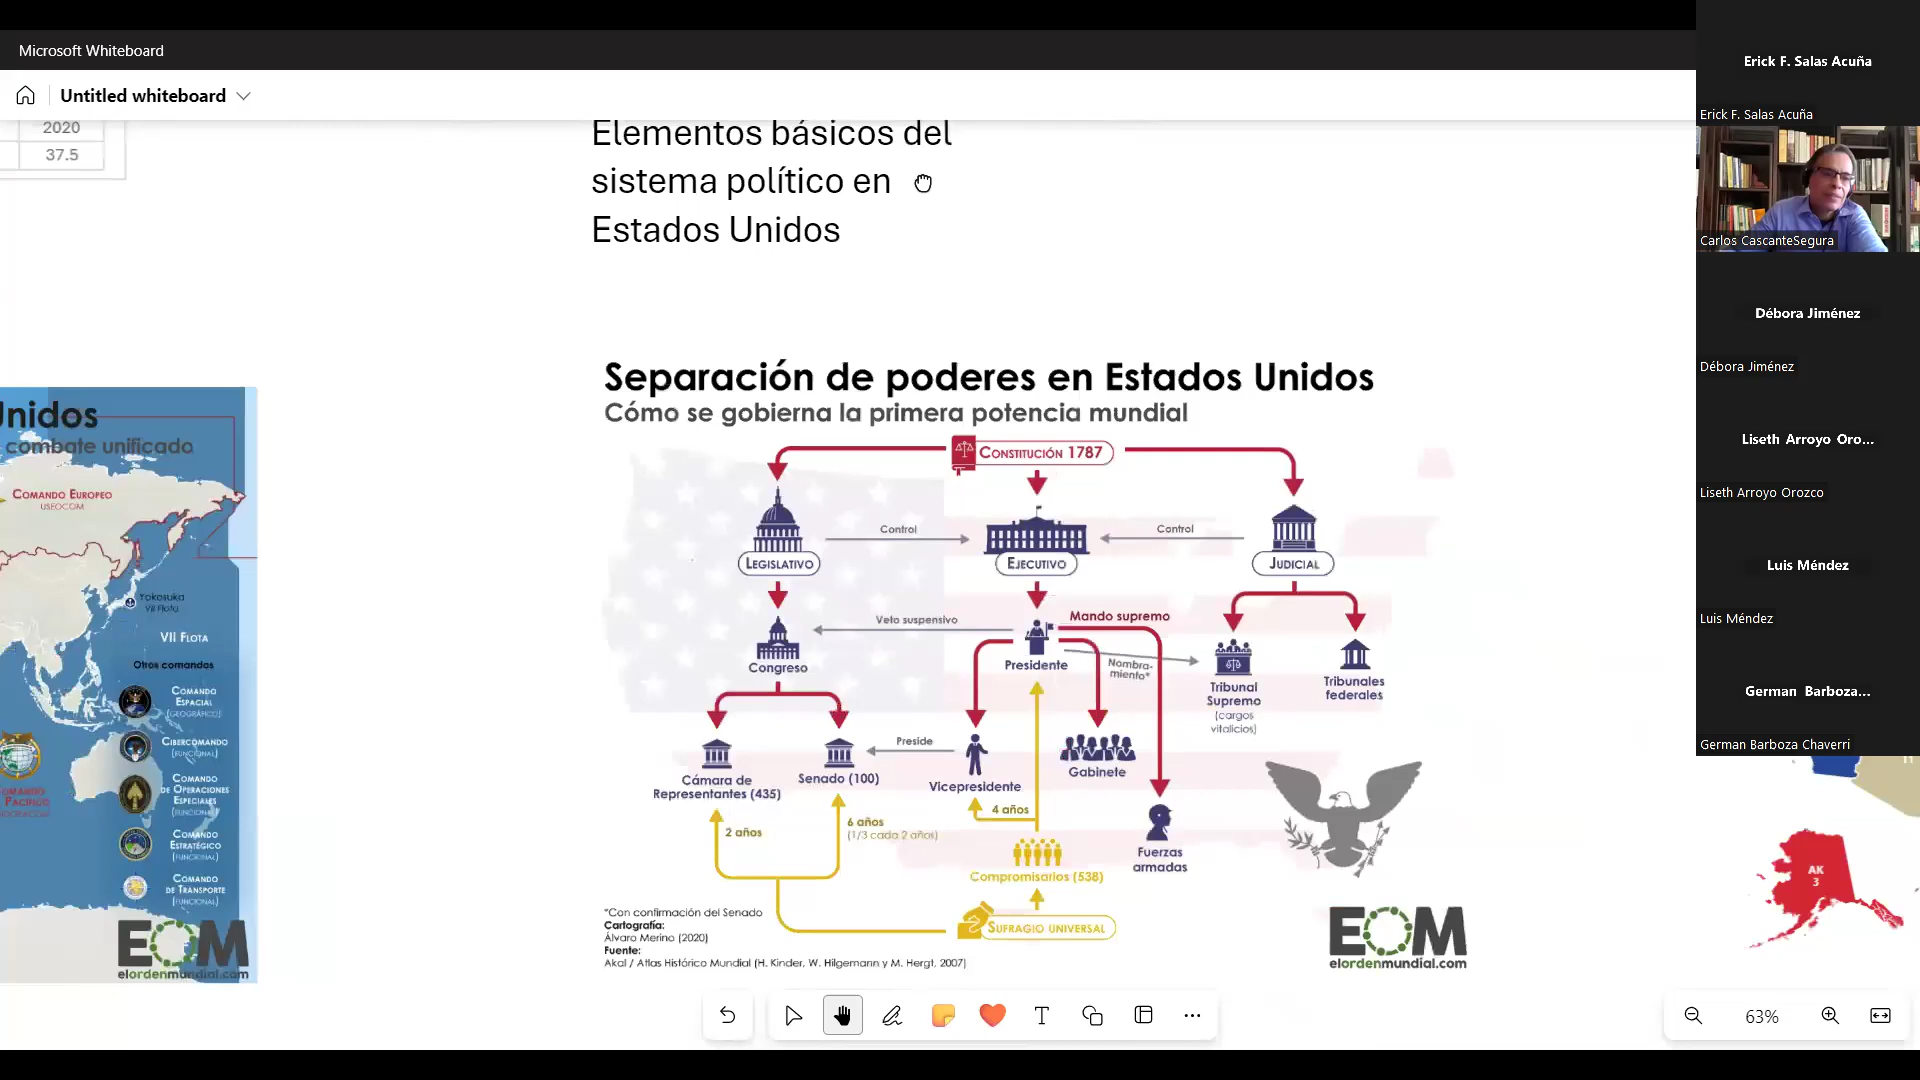 Microsoft Whiteboard
Untitled whiteboard
2020
37.5
Elementos básicos del
sistema político en
Estados Unidos
Unidos
combate unificado
COMANDO EUROPEO
USEOCOM
Yokosuka
VII Flota
VII FLOTA
Otros comandos
COMANDO
ESPACIAL
(GEOGRÁFICO)
CIBERCOMANDO
(FUNCIONAL)
COMANDO
DE OPERACIONES
ESPECIALES
(FUNCIONAL)
COMANDO
ESTRATÉGICO
(FUNCIONAL)
COMANDO
DE TRANSPORTE
(FUNCIONAL)
EOM
elordenmundial.com
Separación de poderes en Estados Unidos
Cómo se gobierna la primera potencia mundial
CONSTITUCIÓN 1787
Control
Control
LEGISLATIVO
EJECUTIVO
JUDICIAL
Veto suspensivo
Mando supremo
Congreso
Presidente
Nombra-
miento*
Tribunal
Supremo
(cargos
vitalicios)
Tribunales
federales
Preside
Cámara de
Representantes (435)
Senado (100)
Vicepresidente
Gabinete
2 años
6 años
(1/3 cada 2 años)
4 años
Compromisarios (538)
Fuerzas
armadas
SUFRAGIO UNIVERSAL
*Con confirmación del Senado
Cartografía:
Álvaro Merino (2020)
Fuente:
Akal / Atlas Histórico Mundial (H. Kinder, W. Hilgemann y M. Hergt, 2007)
EOM
elordenmundial.com
AK
3
11
63%
Erick F. Salas Acuña
Erick F. Salas Acuña
Carlos CascanteSegura
Débora Jiménez
Débora Jiménez
Liseth Arroyo Oro...
Liseth Arroyo Orozco
Luis Méndez
Luis Méndez
German Barboza...
German Barboza Chaverri